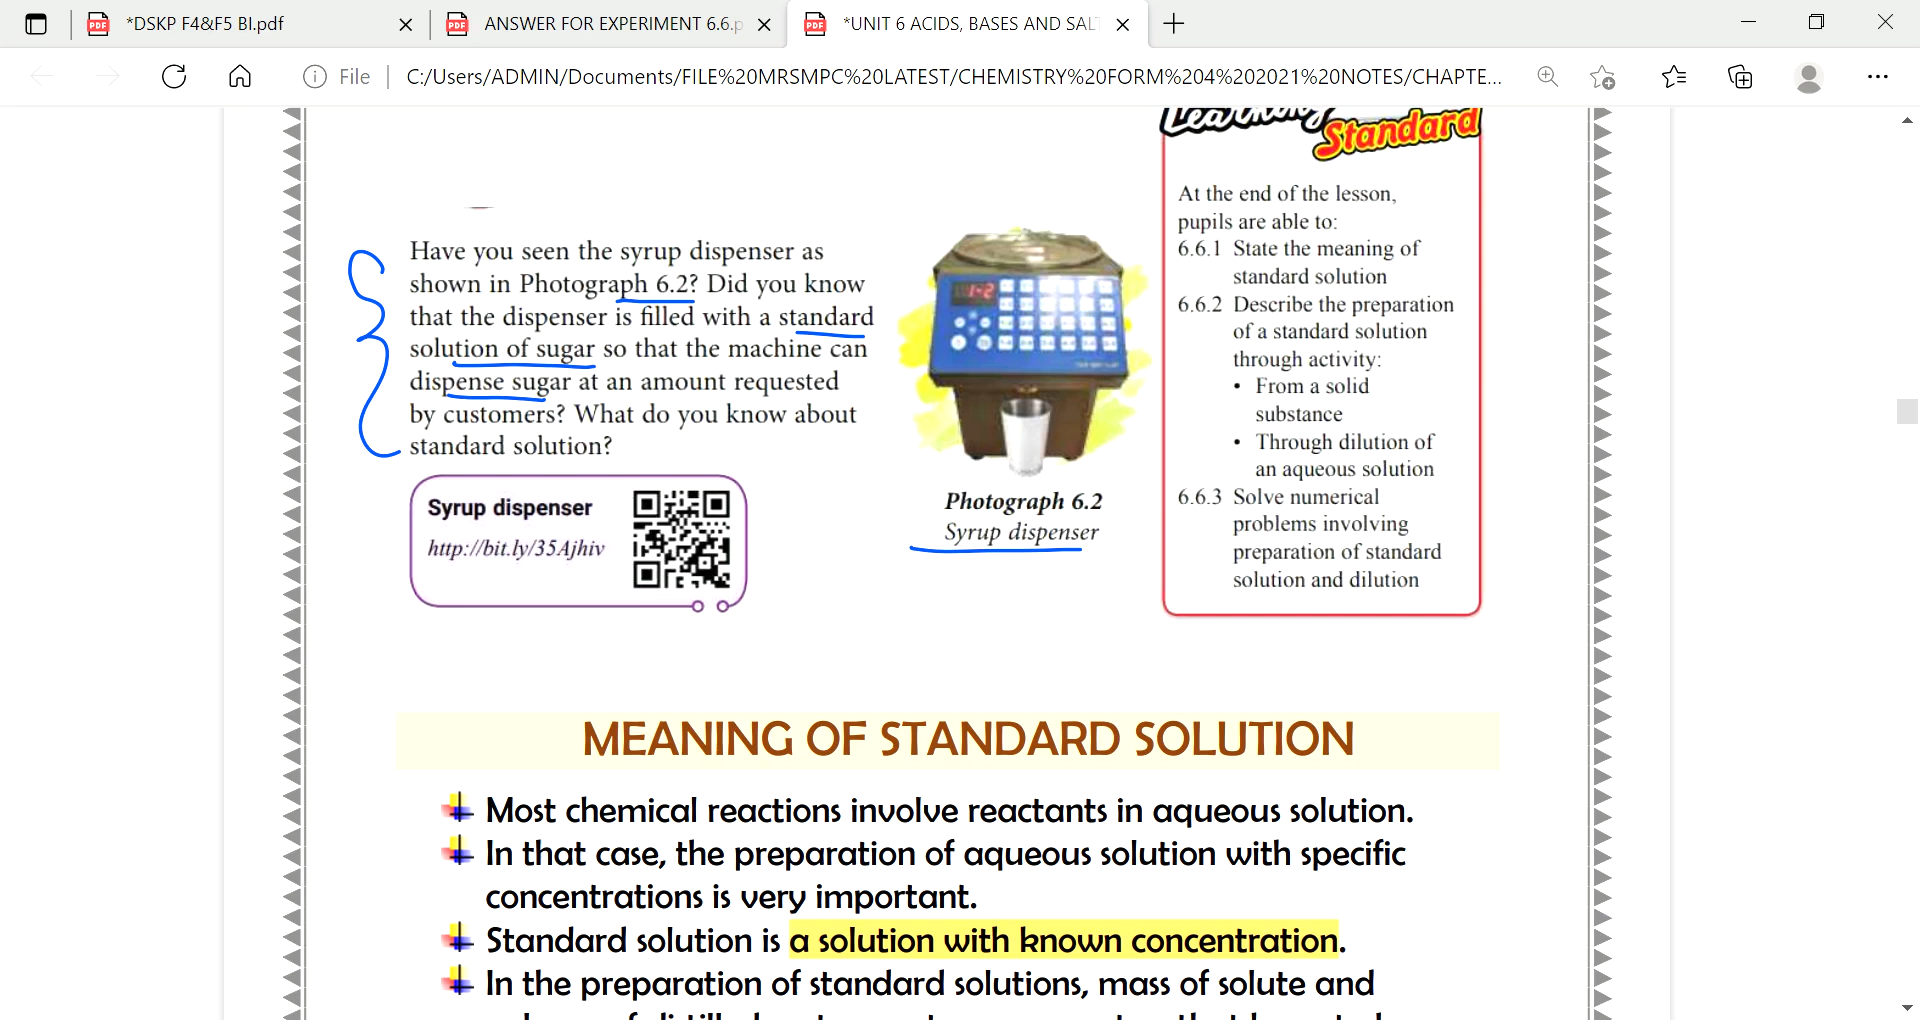 *DSKP F4&F5 BI.pdf
ANSWER FOR EXPERIMENT 6.6.p
*UNIT 6 ACIDS, BASES AND SALT
File
C:/Users/ADMIN/Documents/FILE%20MRSMPC%20LATEST/CHEMISTRY%20FORM%204%202021%20NOTES/CHAPTE...
Learning
Standard
At the end of the lesson,
pupils are able to:
6.6.1 State the meaning of
standard solution
6.6.2 Describe the preparation
of a standard solution
through activity:
• From a solid
substance
• Through dilution of
an aqueous solution
6.6.3 Solve numerical
problems involving
preparation of standard
solution and dilution
Have you seen the syrup dispenser as
shown in Photograph 6.2? Did you know
that the dispenser is filled with a standard
solution of sugar so that the machine can
dispense sugar at an amount requested
by customers? What do you know about
standard solution?
1-2
Photograph 6.2
Syrup dispenser
Syrup dispenser
http://bit.ly/35Ajhiv
MEANING OF STANDARD SOLUTION
Most chemical reactions involve reactants in aqueous solution.
In that case, the preparation of aqueous solution with specific
concentrations is very important.
Standard solution is a solution with known concentration.
In the preparation of standard solutions, mass of solute and